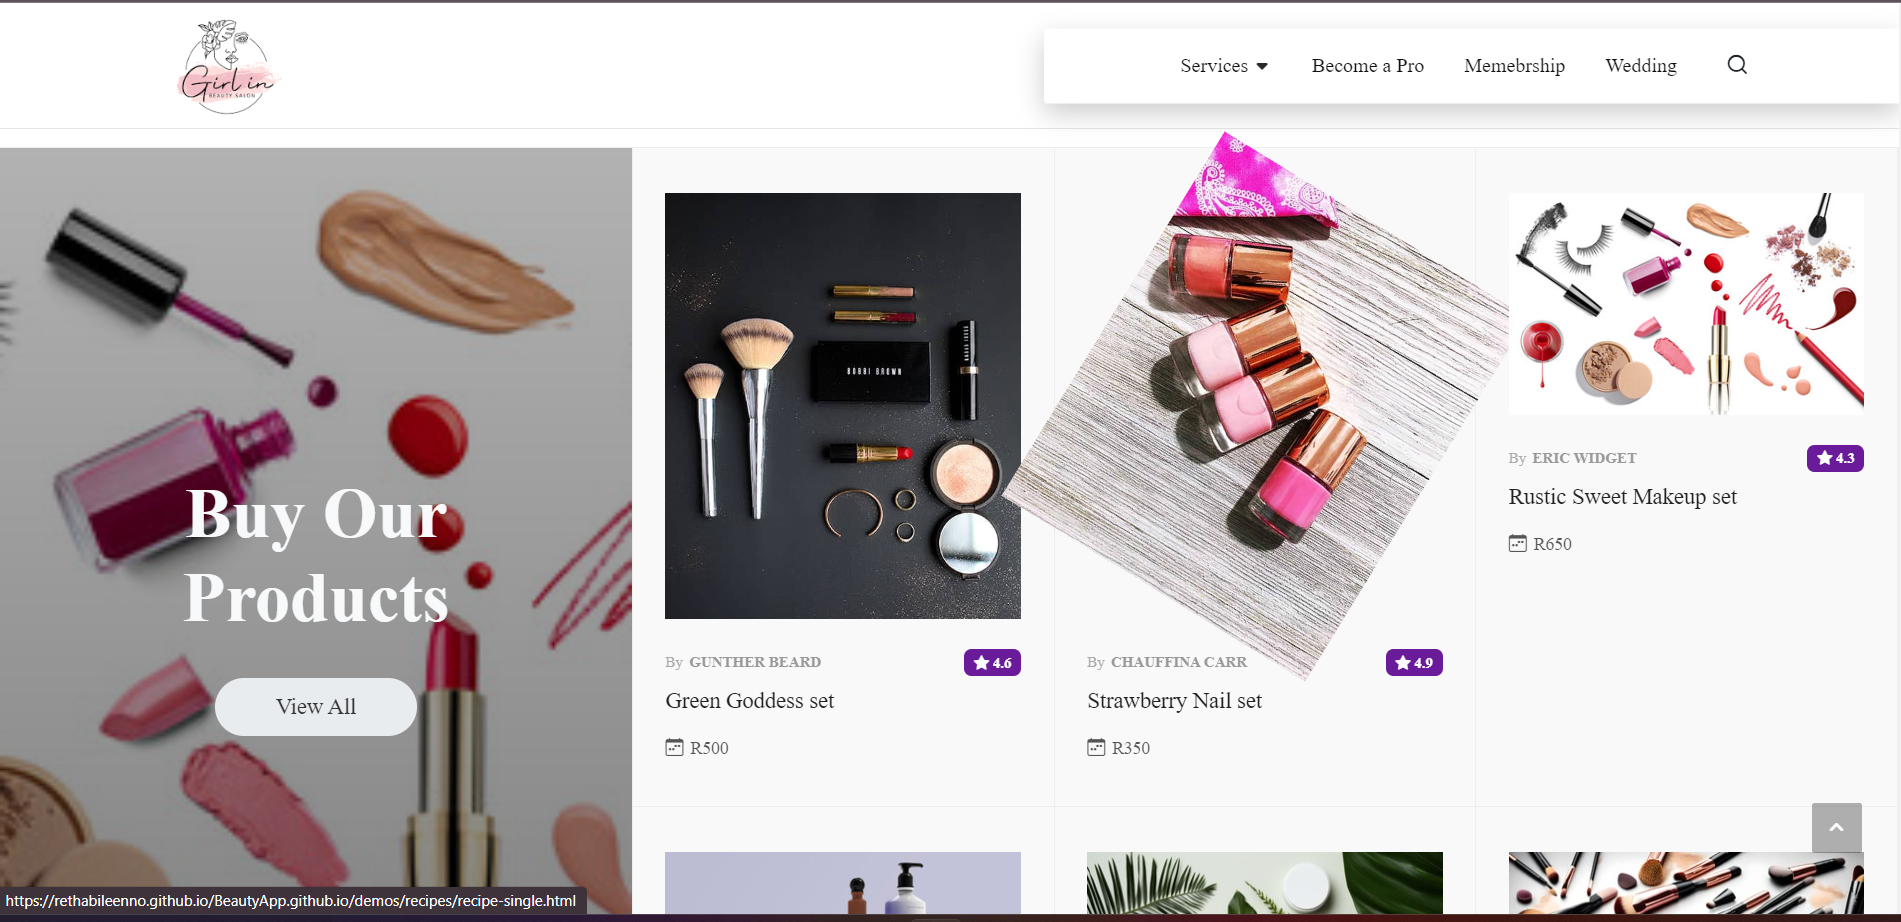 Girl in
BEAUTY SALON
Services
Become a Pro
Memebrship
Wedding
Buy Our
Products
View All
BOBBI BROWN
By GUNTHER BEARD
4.6
Green Goddess set
R500
By CHAUFFINA CARR
4.9
Strawberry Nail set
R350
By ERIC WIDGET
4.3
Rustic Sweet Makeup set
R650
https://rethabileenno.github.io/BeautyApp.github.io/demos/recipes/recipe-single.html